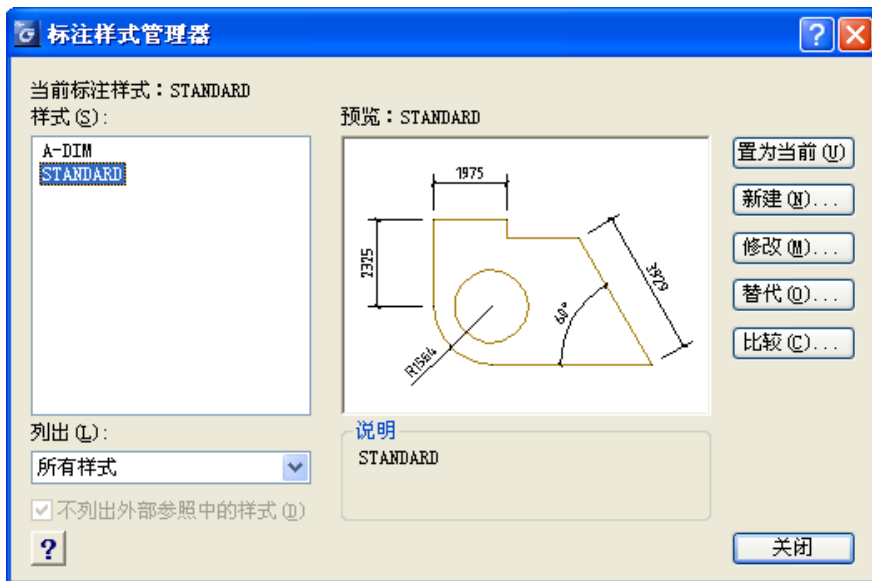 标注样式管理器
当前标注样式：STANDARD
样式(S)：
A-DIM
STANDARD
预览：STANDARD
1975
2325
3929
60°
R1564
置为当前(U)
新建(N)...
修改(M)...
替代(O)...
比较(C)...
列出(L)：
所有样式
不列出外部参照中的样式(D)
说明
STANDARD
关闭